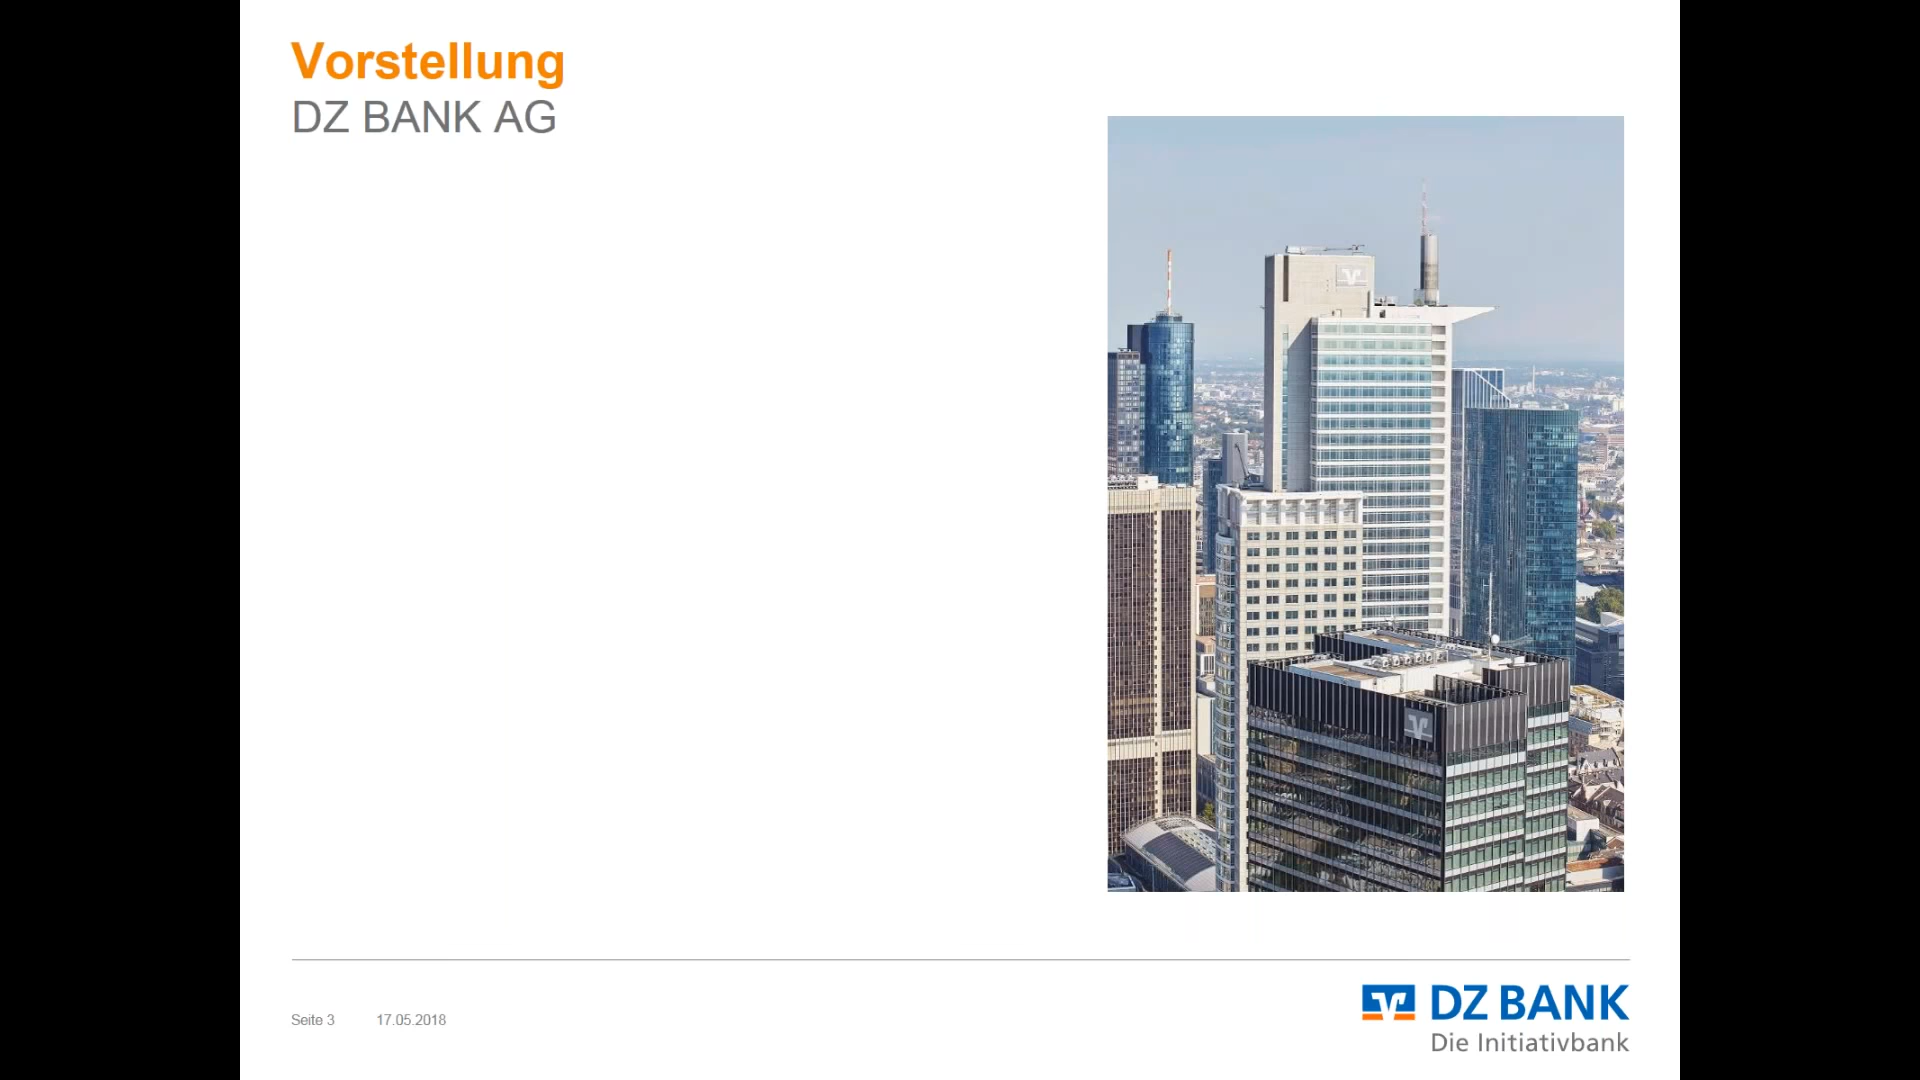 Vorstellung
DZ BANK AG
Seite 3 17.05.2018
DZ BANK
Die Initiativbank